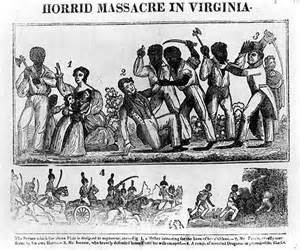 HORRID MASSACRE IN VIRGINIA.
1
2
3
4
5
The Scenes which the above Plate is designed to represent, are—Fig. 1, a Mother intreating for the lives of her children.—2, Mr. Travis, cruelly mur-
dered by his own Slaves.—3, Mr. Barrow, who bravely defended himself until his wife escaped.—4. A comp. of mounted Dragoons in pursuit of the Blacks.